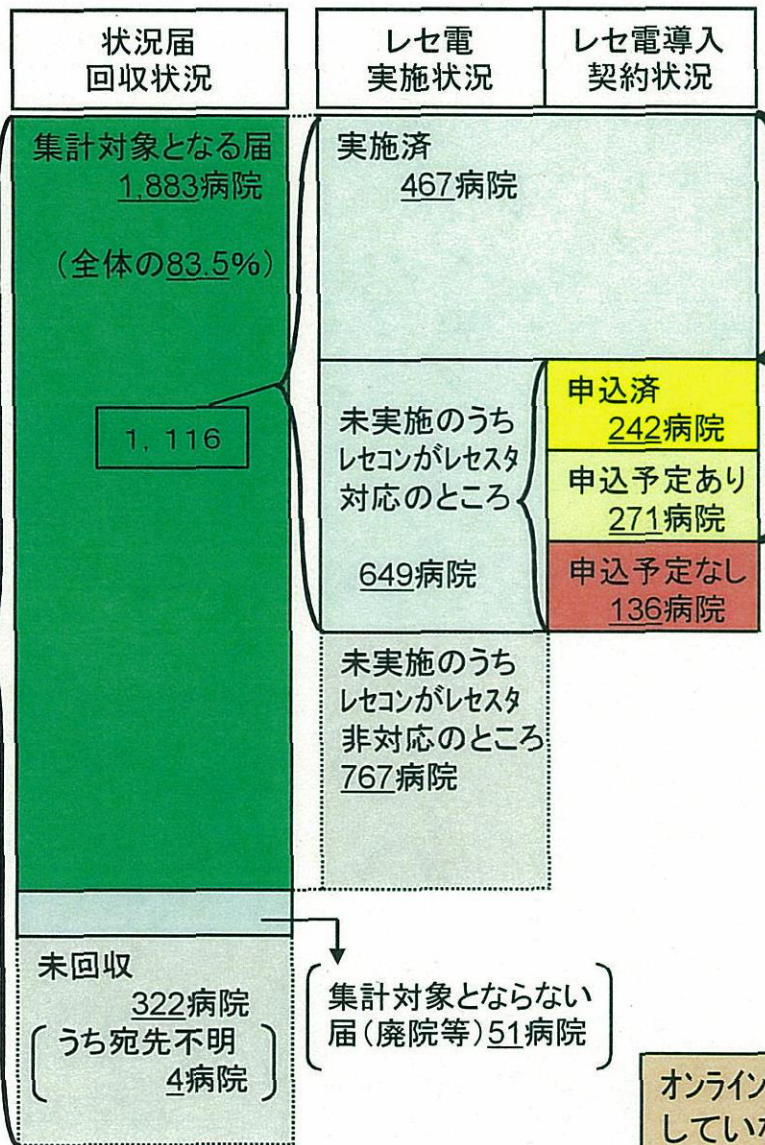 状況届
回収状況
レセ電
実施状況
レセ電導入
契約状況
集計対象となる届
1,883病院
（全体の83.5%）
1,116
実施済
467病院
未実施のうち
レセコンがレセスタ
対応のところ
649病院
申込済
242病院
申込予定あり
271病院
申込予定なし
136病院
未実施のうち
レセコンがレセスタ
非対応のところ
767病院
未回収
322病院
うち宛先不明
4病院
集計対象とならない
届（廃院等）51病院
オンライン
してい